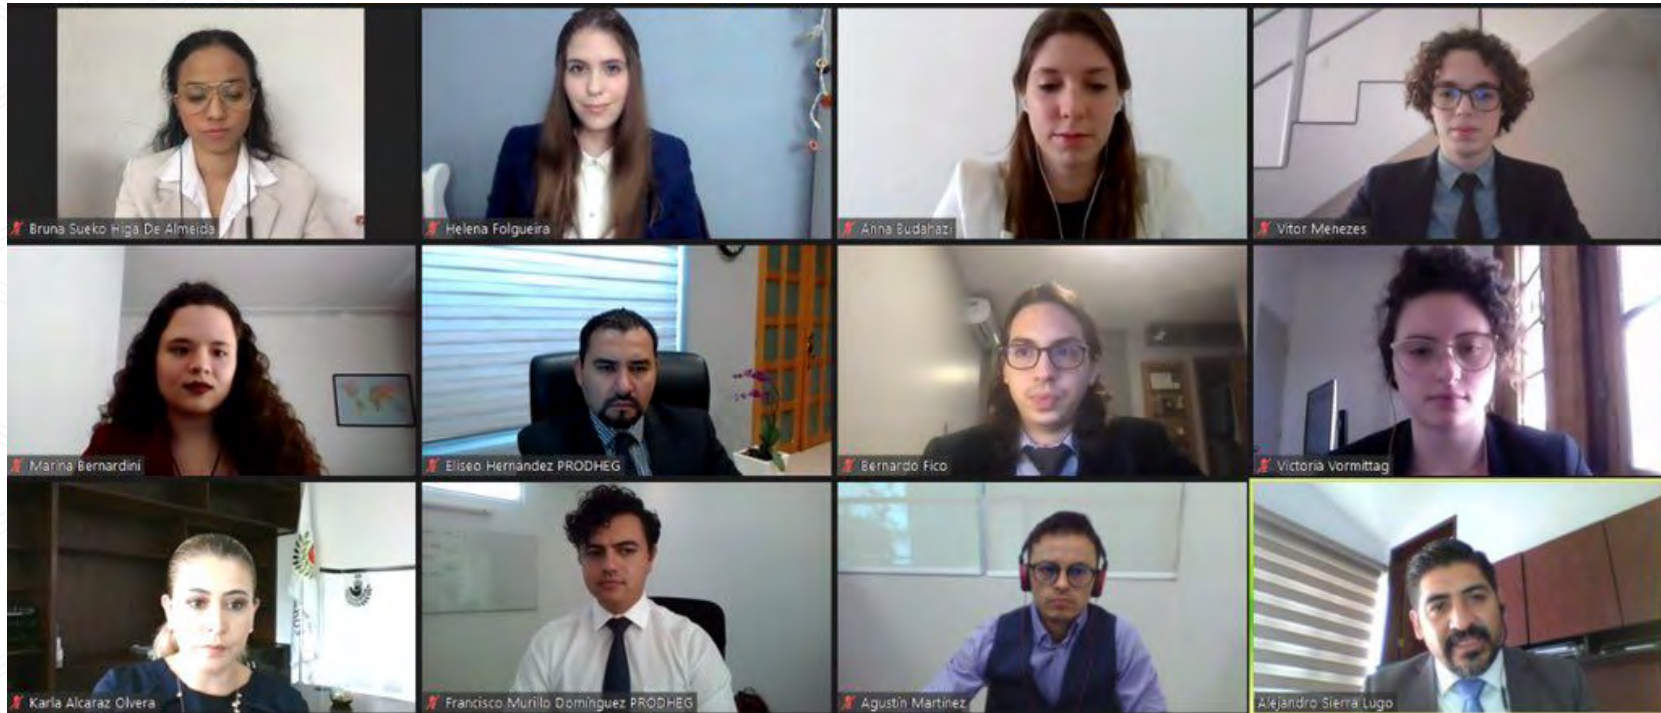 Bruna Sueko Higa De Almeida
Helena Folgueira
Anna Budahazi
Vitor Menezes
Marina Bernardini
Eliseo Hernández PRODHEG
Bernardo Fico
Victoria Vormittag
Karla Alcaraz Olvera
Francisco Murillo Domínguez PRODHEG
Agustín Martínez
Alejandro Sierra Lugo